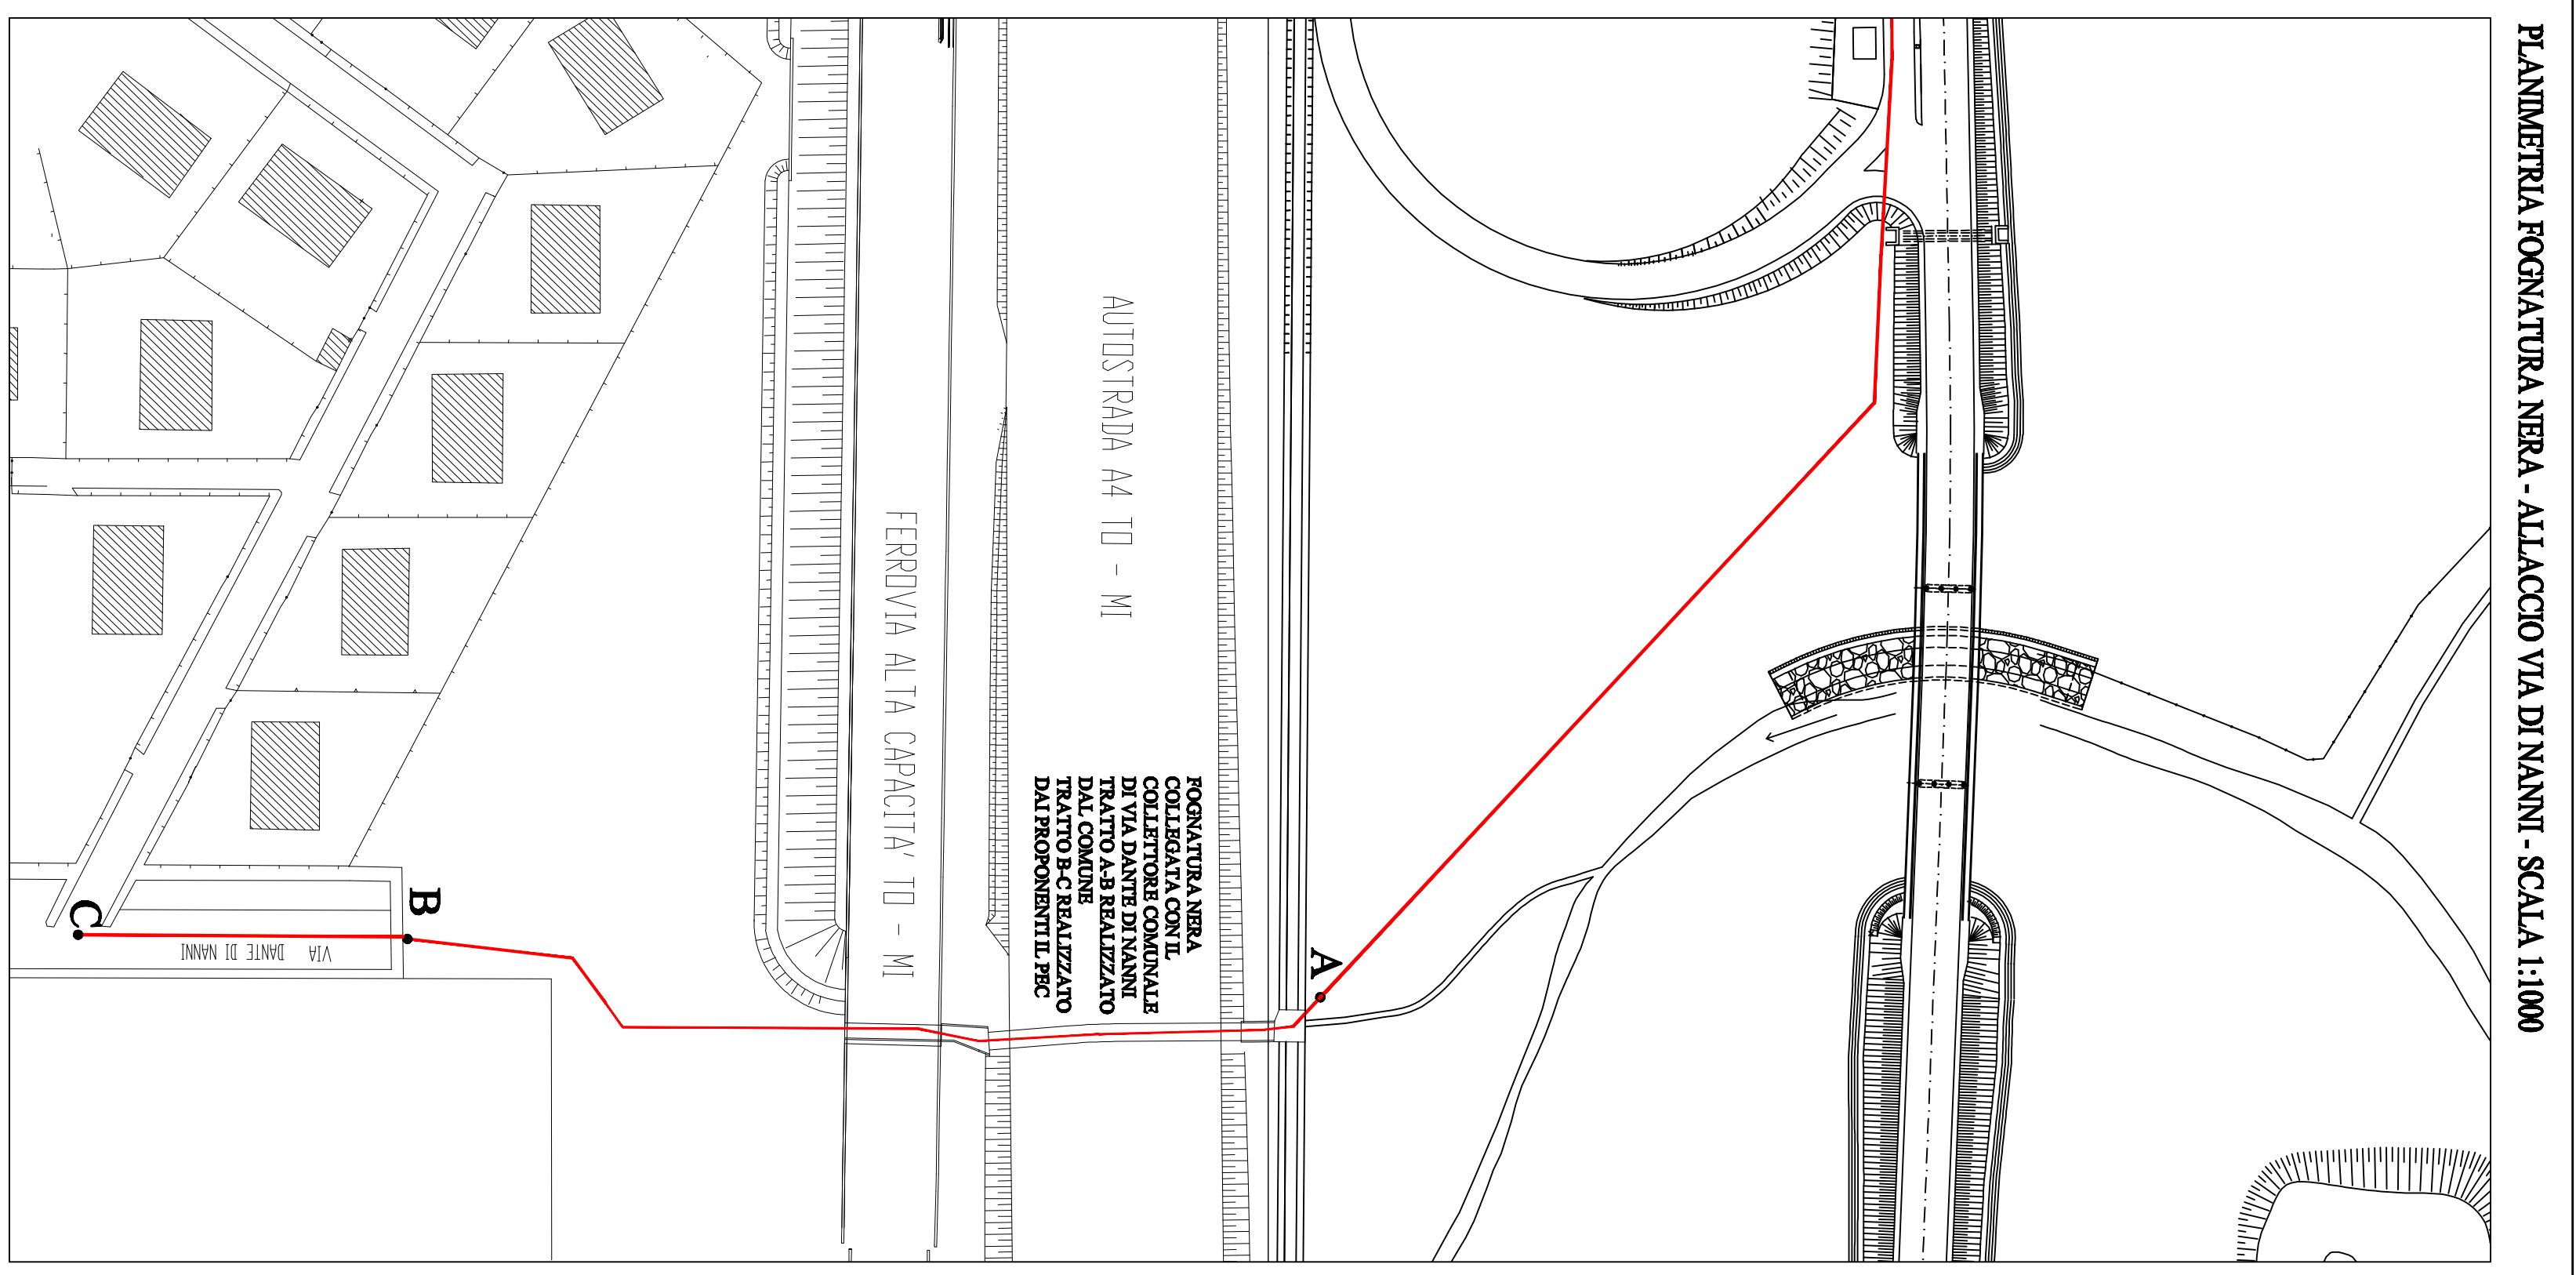 PLANIMETRIA FOGNATURA NERA - ALLACCIO VIA DI NANNI - SCALA 1:1000
AUTOSTRADA A4 TO - MI
FERROVIA ALTA CAPACITA' TO - MI
FOGNATURA NERA
COLLEGATA CON IL
COLLETTORE COMUNALE
DI VIA DANTE DI NANNI
TRATTO A-B REALIZZATO
DAL COMUNE
TRATTO B-C REALIZZATO
DAI PROPONENTI IL PEC
A
B
C
VIA DANTE DI NANNI